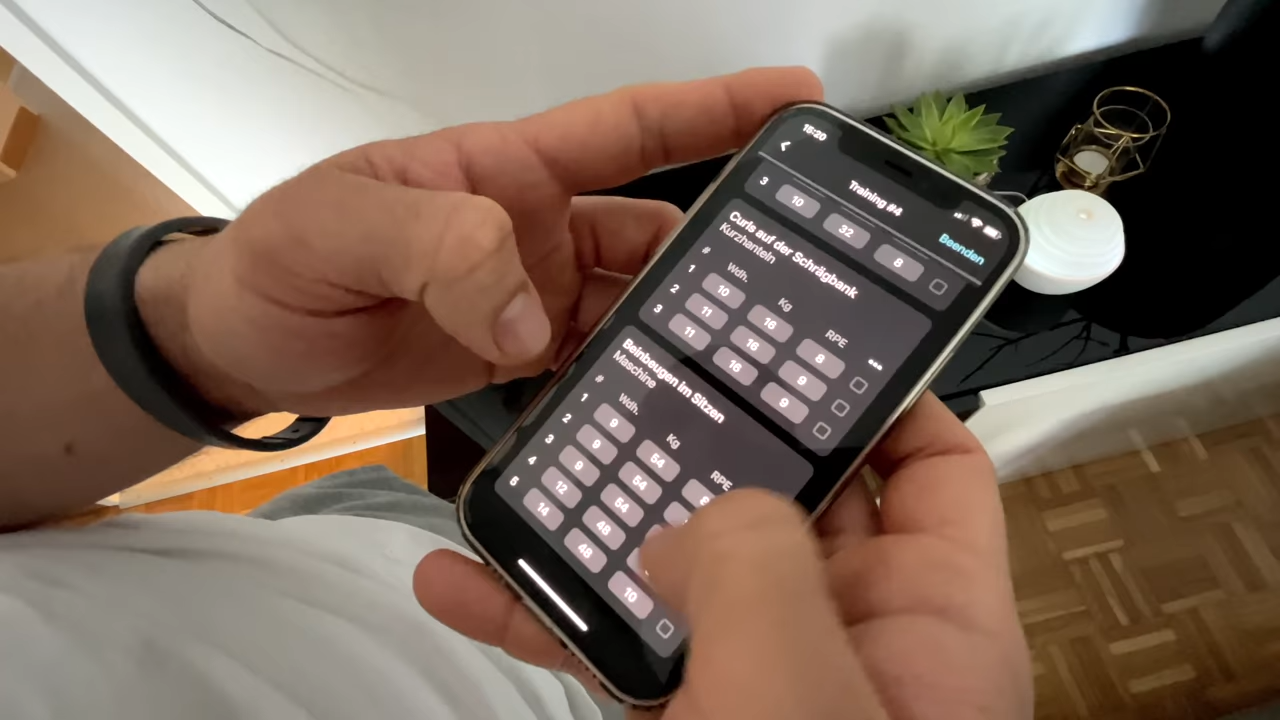 15:20
Training #4
Beenden
3 10 32 8
Curls auf der Schrägbank
Kurzhanteln
# Wdh. Kg RPE
1 10 16 8
2 11 16 9
3 11 16 9
Beinbeugen im Sitzen
Maschine
# Wdh. Kg RPE
1 9 54
2 9 54
3 9 54
4 12 48
5 14 48 10